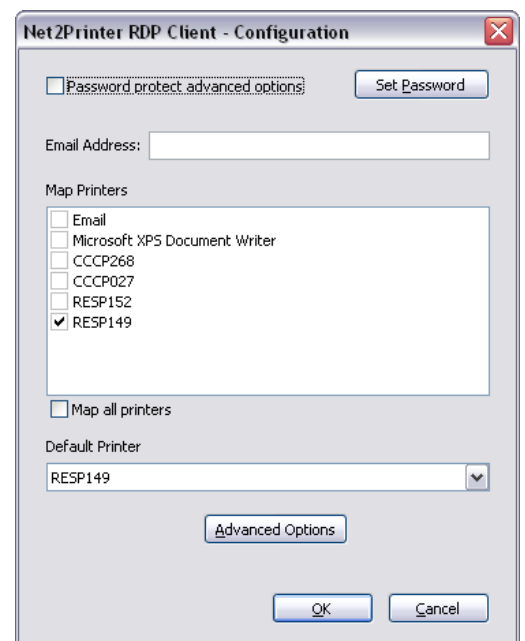 Net2Printer RDP Client - Configuration
Password protect advanced options
Set Password
Email Address:
Map Printers
Email
Microsoft XPS Document Writer
CCCP268
CCCP027
RESP152
RESP149
Map all printers
Default Printer
RESP149
Advanced Options
OK
Cancel